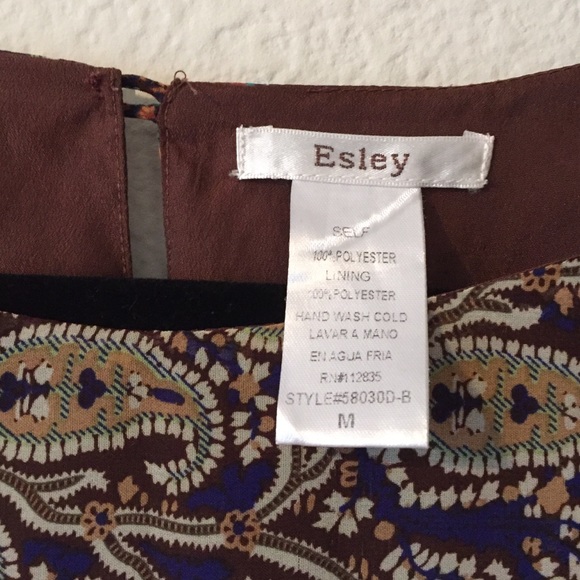 Esley
SELF
100% POLYESTER
LINING
100% POLYESTER
HAND WASH COLD
LAVAR A MANO
EN AGUA FRIA
RN#112835
STYLE#58030D-B
M